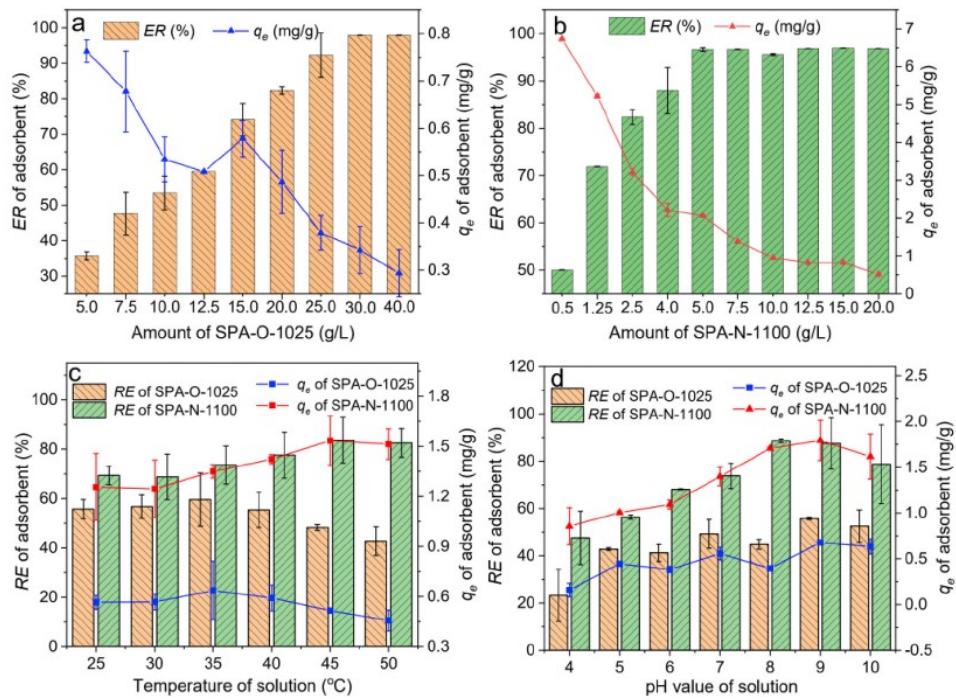 a
ER (%)
qe (mg/g)
ER of adsorbent (%)
100
90
80
70
60
50
40
30
0.8
0.7
0.6
0.5
0.4
0.3
qe of adsorbent (mg/g)
5.0 7.5 10.0 12.5 15.0 20.0 25.0 30.0 40.0
Amount of SPA-O-1025 (g/L)
b
ER (%)
qe (mg/g)
ER of adsorbent (%)
100
90
80
70
60
50
7
6
5
4
3
2
1
0
qe of adsorbent (mg/g)
0.5 1.25 2.5 4.0 5.0 7.5 10.0 12.5 15.0 20.0
Amount of SPA-N-1100 (g/L)
c
RE of SPA-O-1025
qe of SPA-O-1025
RE of SPA-N-1100
qe of SPA-N-1100
RE of adsorbent (%)
80
60
40
20
0
1.8
1.5
1.2
0.9
0.6
0.3
qe of adsorbent (mg/g)
25 30 35 40 45 50
Temperature of solution (°C)
d
RE of SPA-O-1025
RE of SPA-N-1100
qe of SPA-O-1025
qe of SPA-N-1100
RE of adsorbent (%)
120
100
80
60
40
20
0
2.5
2.0
1.5
1.0
0.5
0.0
-0.5
qe of adsorbent (mg/g)
4 5 6 7 8 9 10
pH value of solution